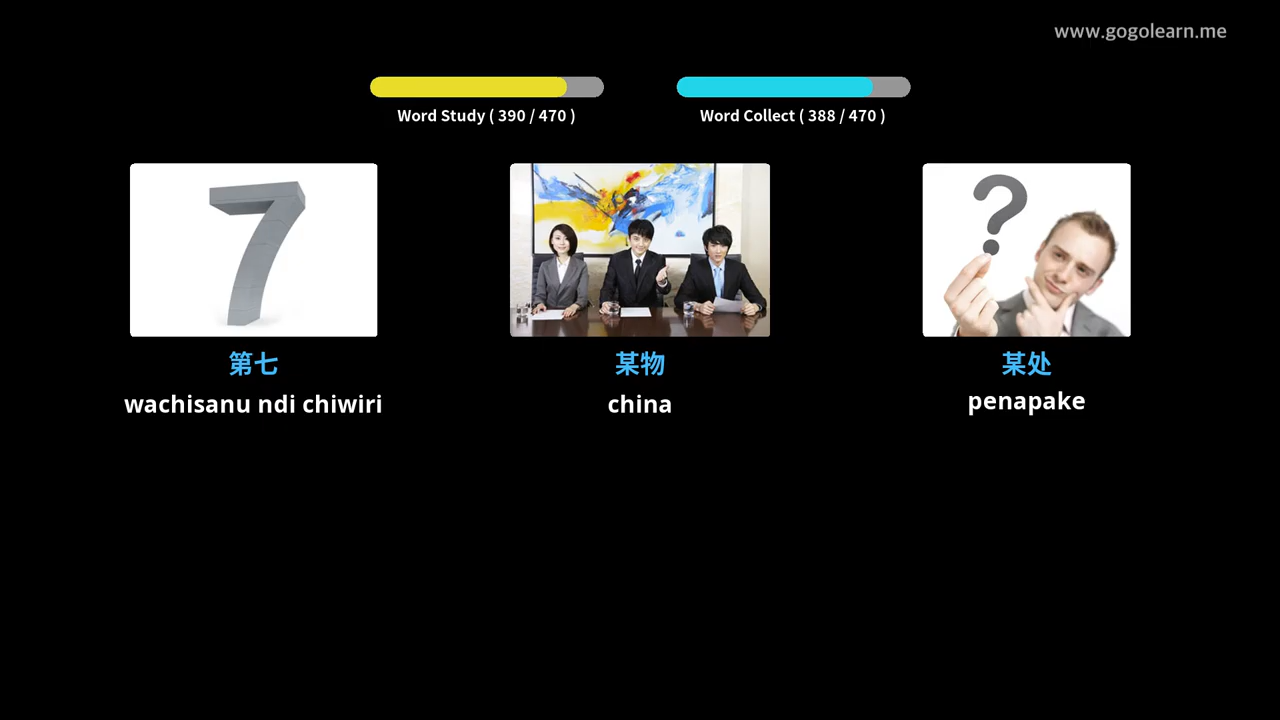 www.gogolearn.me
Word Study ( 390 / 470 )
Word Collect ( 388 / 470 )
7
?
第七
某物
某处
wachisanu ndi chiwiri
china
penapake